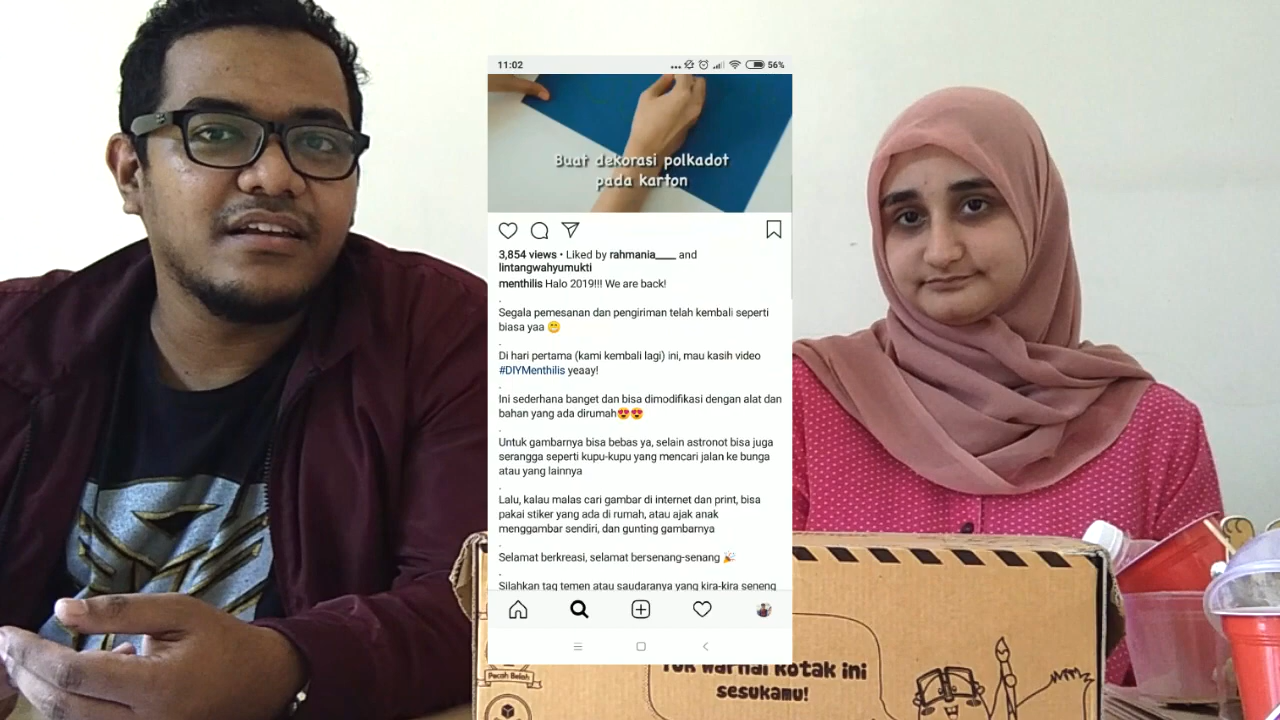 11:02
56%
Buat dekorasi polkadot
pada karton
3,854 views • Liked by rahmania____ and
lintangwahyumukti
menthilis Halo 2019!!! We are back!
.
Segala pemesanan dan pengiriman telah kembali seperti
biasa yaa 😁
.
Di hari pertama (kami kembali lagi) ini, mau kasih video
#DIYMenthilis yeaay!
.
Ini sederhana banget dan bisa dimodifikasi dengan alat dan
bahan yang ada dirumah😍😍
.
Untuk gambarnya bisa bebas ya, selain astronot bisa juga
serangga seperti kupu-kupu yang mencari jalan ke bunga
atau yang lainnya
.
Lalu, kalau malas cari gambar di internet dan print, bisa
pakai stiker yang ada di rumah, atau ajak anak
menggambar sendiri, dan gunting gambarnya
.
Selamat berkreasi, selamat bersenang-senang 🎉
.
Silahkan tag temen atau saudaranya yang kira-kira seneng
Pecah Belah
warnai kotak ini
sesukamu!